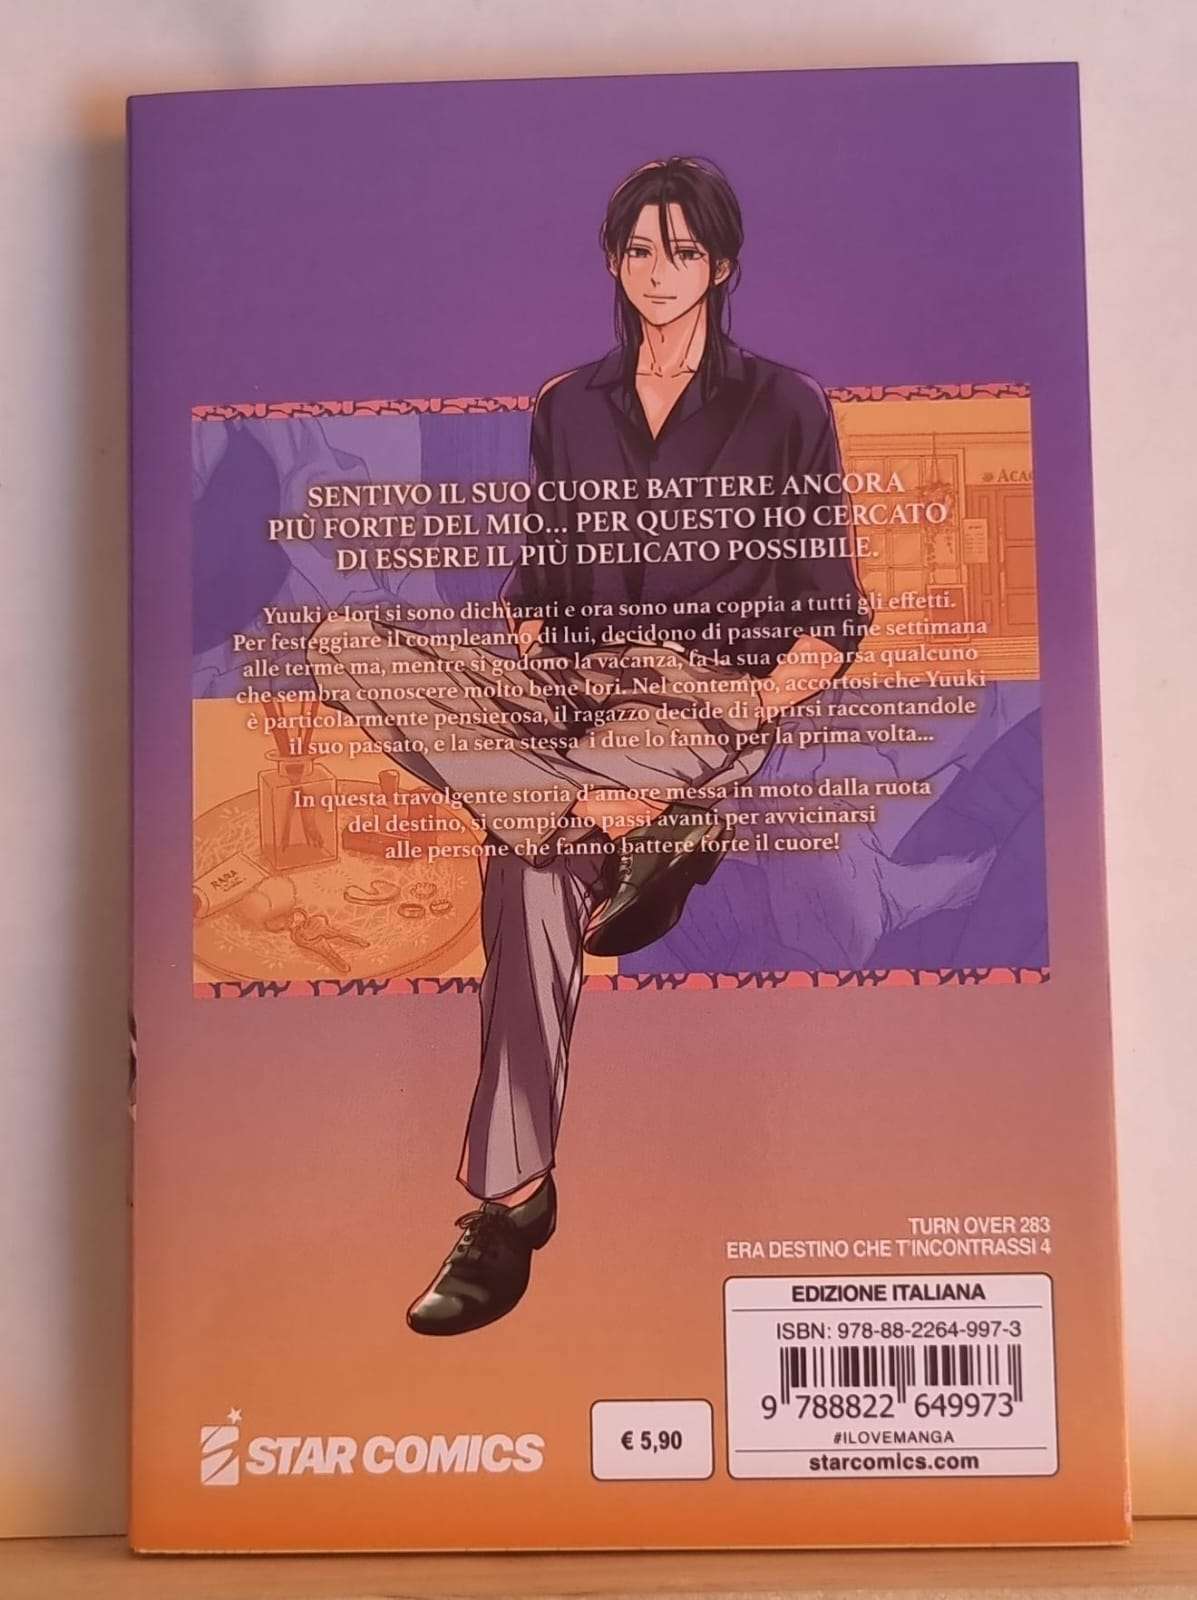 » ACAC
SENTIVO IL SUO CUORE BATTERE ANCORA
PIÙ FORTE DEL MIO... PER QUESTO HO CERCATO
DI ESSERE IL PIÙ DELICATO POSSIBILE.
Yuuki e Iori si sono dichiarati e ora sono una coppia a tutti gli effetti.
Per festeggiare il compleanno di lui, decidono di passare un fine settimana
alle terme ma, mentre si godono la vacanza, fa la sua comparsa qualcuno
che sembra conoscere molto bene Iori. Nel contempo, accortosi che Yuuki
è particolarmente pensierosa, il ragazzo decide di aprirsi raccontandole
il suo passato, e la sera stessa i due lo fanno per la prima volta...
In questa travolgente storia d'amore messa in moto dalla ruota
del destino, si compiono passi avanti per avvicinarsi
alle persone che fanno battere forte il cuore!
TURN OVER 283
ERA DESTINO CHE T'INCONTRASSI 4
EDIZIONE ITALIANA
ISBN: 978-88-2264-997-3
9 788822 649973
#ILOVEMANGA
starcomics.com
€ 5,90
STAR COMICS